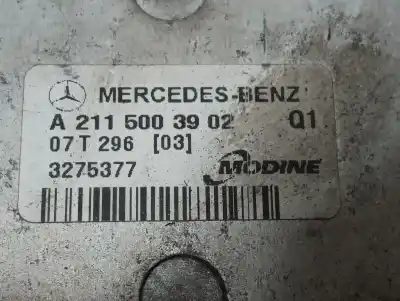 MERCEDES-BENZ
A 211 500 39 02 Q1
07 T 296 [03]
3275377 MODINE